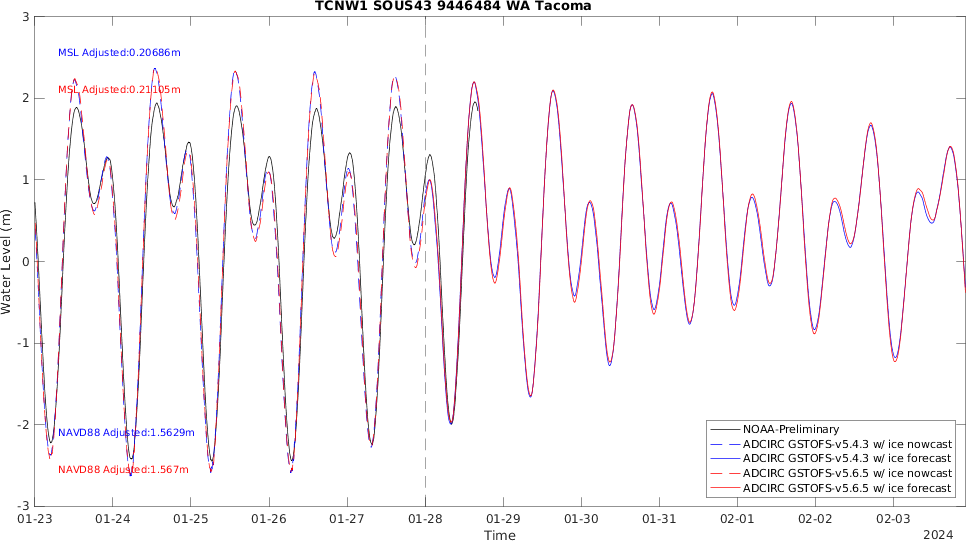 TCNW1 SOUS43 9446484 WA Tacoma
3
MSL Adjusted:0.20686m
MSL Adjusted:0.21105m
2
1
0
-1
-2
-3
Water Level (m)
NAVD88 Adjusted:1.5629m
NAVD88 Adjusted:1.567m
NOAA-Preliminary
ADCIRC GSTOFS-v5.4.3 w/ ice nowcast
ADCIRC GSTOFS-v5.4.3 w/ ice forecast
ADCIRC GSTOFS-v5.6.5 w/ ice nowcast
ADCIRC GSTOFS-v5.6.5 w/ ice forecast
01-23 01-24 01-25 01-26 01-27 01-28 01-29 01-30 01-31 02-01 02-02 02-03
Time
2024